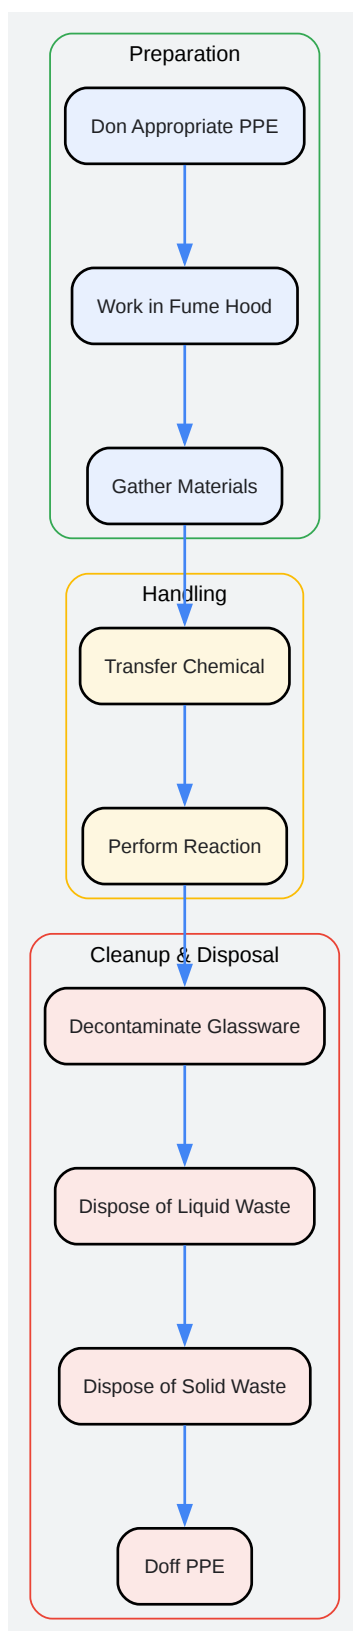 Preparation
Don Appropriate PPE
Work in Fume Hood
Gather Materials
Handling
Transfer Chemical
Perform Reaction
Cleanup & Disposal
Decontaminate Glassware
Dispose of Liquid Waste
Dispose of Solid Waste
Doff PPE